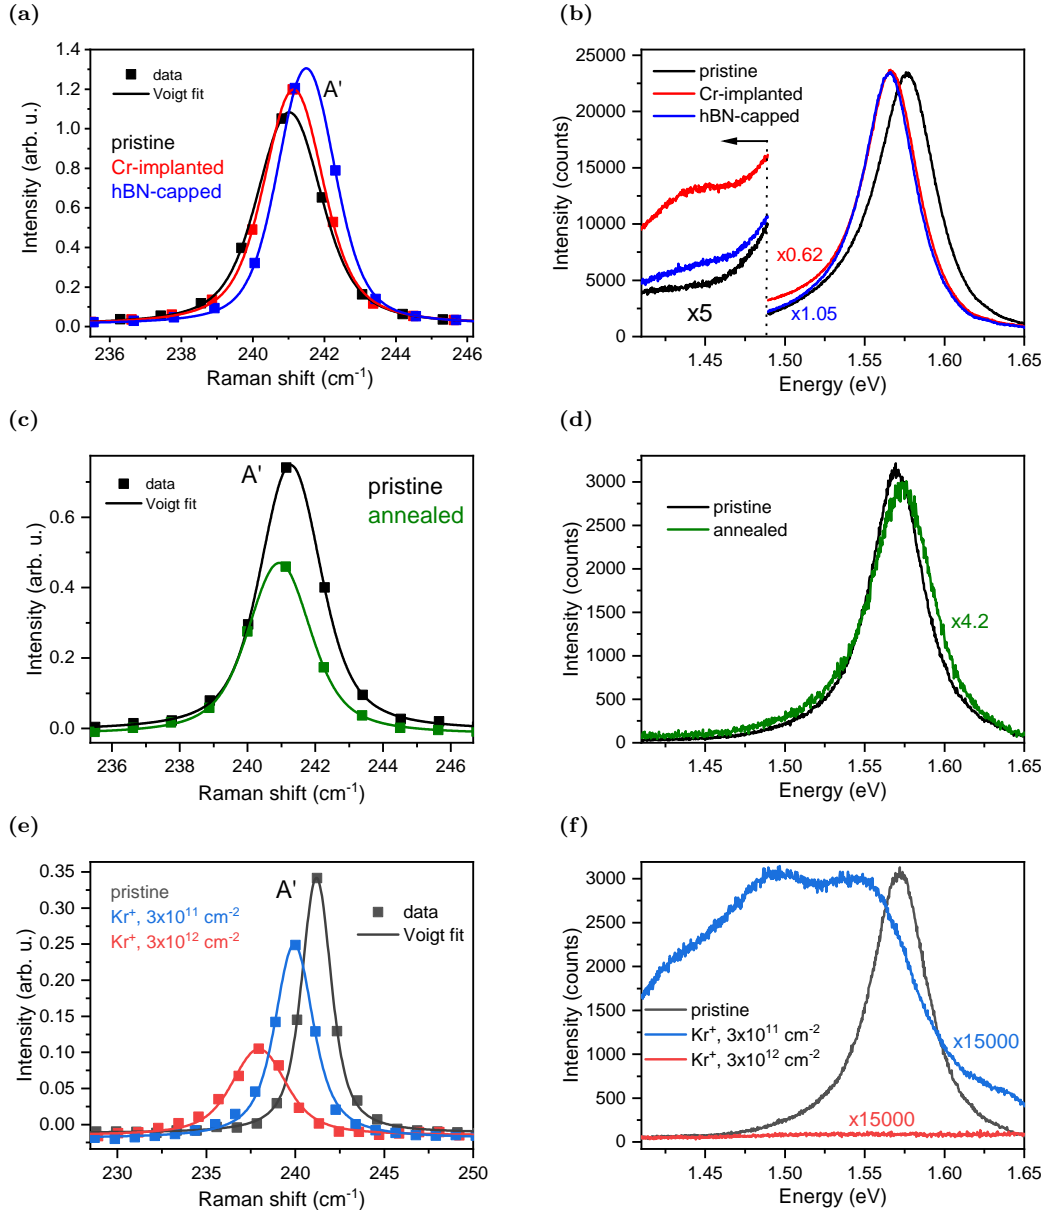 (a)
1.4
1.2
1.0
0.8
0.6
0.4
0.2
0.0
Intensity (arb. u.)
data
Voigt fit
A'
pristine
Cr-implanted
hBN-capped
236
238
240
242
244
246
Raman shift (cm⁻¹)
(b)
25000
20000
15000
10000
5000
0
Intensity (counts)
pristine
Cr-implanted
hBN-capped
x0.62
x5
x1.05
1.45
1.50
1.55
1.60
1.65
Energy (eV)
(c)
0.6
0.4
0.2
0.0
Intensity (arb. u.)
data
Voigt fit
A'
pristine
annealed
236
238
240
242
244
246
Raman shift (cm⁻¹)
(d)
3000
2500
2000
1500
1000
500
0
Intensity (counts)
pristine
annealed
x4.2
1.45
1.50
1.55
1.60
1.65
Energy (eV)
(e)
0.35
0.30
0.25
0.20
0.15
0.10
0.05
0.00
Intensity (arb. u.)
pristine
Kr⁺, 3x10¹¹ cm⁻²
Kr⁺, 3x10¹² cm⁻²
A'
data
Voigt fit
230
235
240
245
250
Raman shift (cm⁻¹)
(f)
3000
2500
2000
1500
1000
500
0
Intensity (counts)
pristine
Kr⁺, 3x10¹¹ cm⁻²
Kr⁺, 3x10¹² cm⁻²
x15000
x15000
1.45
1.50
1.55
1.60
1.65
Energy (eV)